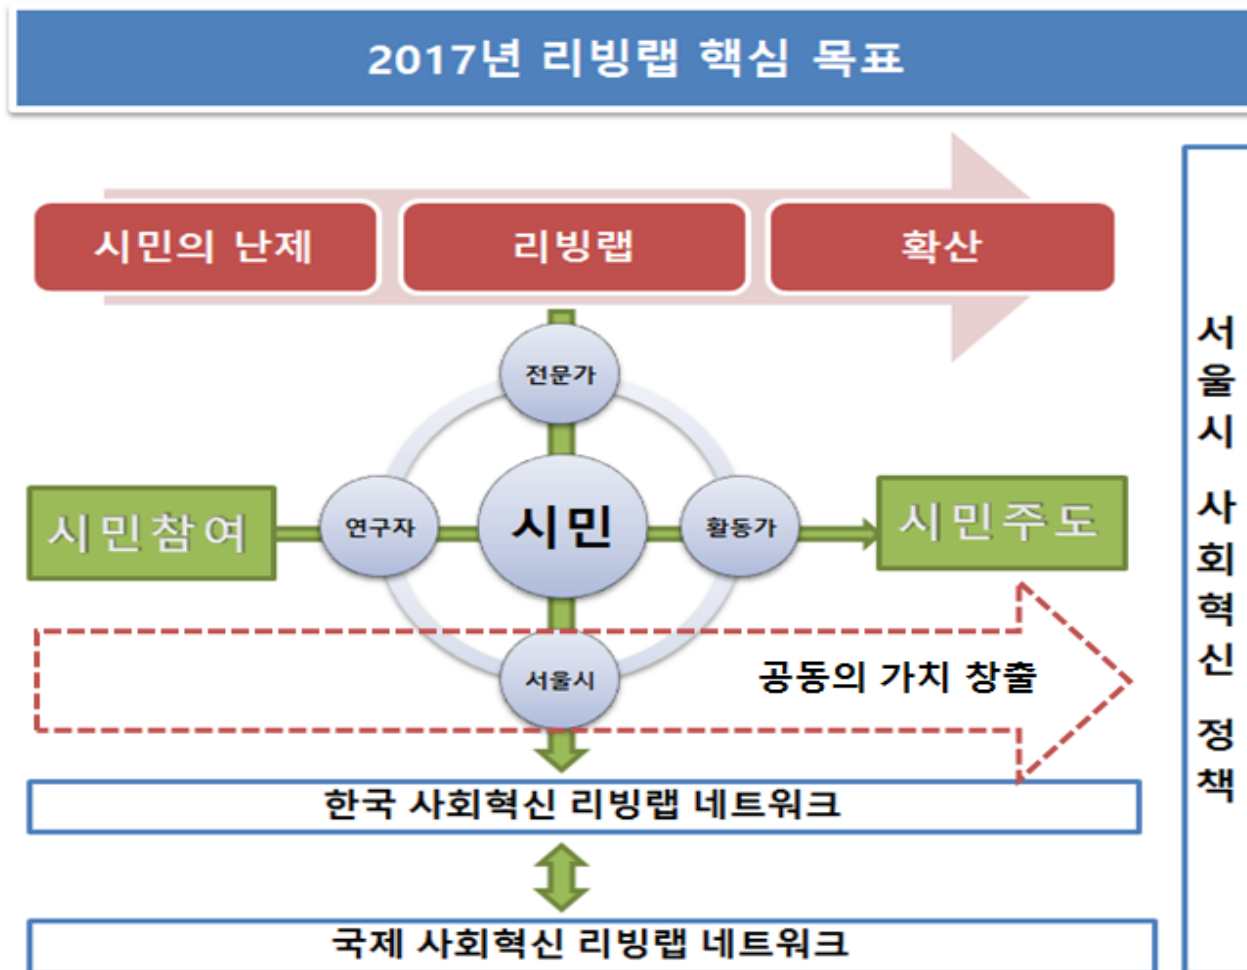 2017년 리빙랩 핵심 목표
시민의 난제
리빙랩
확산
전문가
시민참여
연구자
시민
활동가
시민주도
서울시
공동의 가치 창출
한국 사회혁신 리빙랩 네트워크
국제 사회혁신 리빙랩 네트워크
서울시 사회혁신 정책